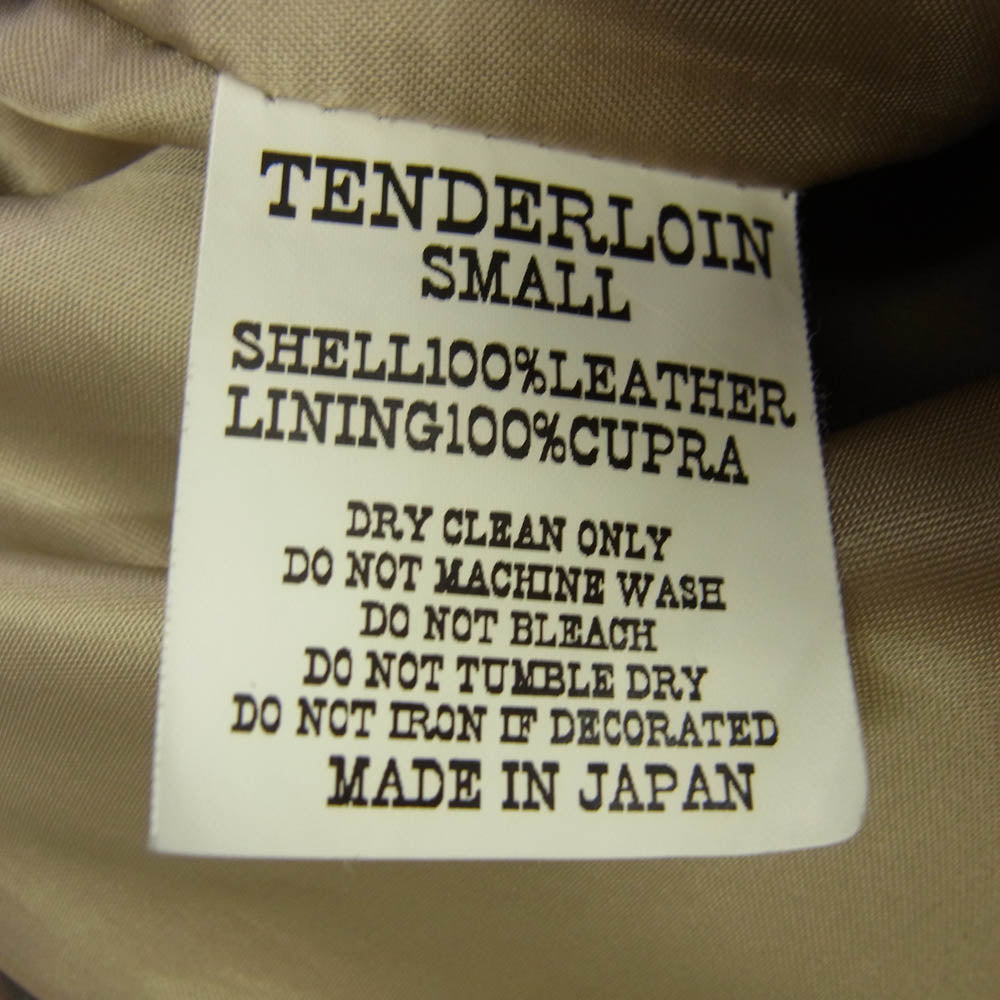 TENDERLOIN
SMALL
SHELL100%LEATHER
LINING100%CUPRA
DRY CLEAN ONLY
DO NOT MACHINE WASH
DO NOT BLEACH
DO NOT TUMBLE DRY
DO NOT IRON IF DECORATED
MADE IN JAPAN